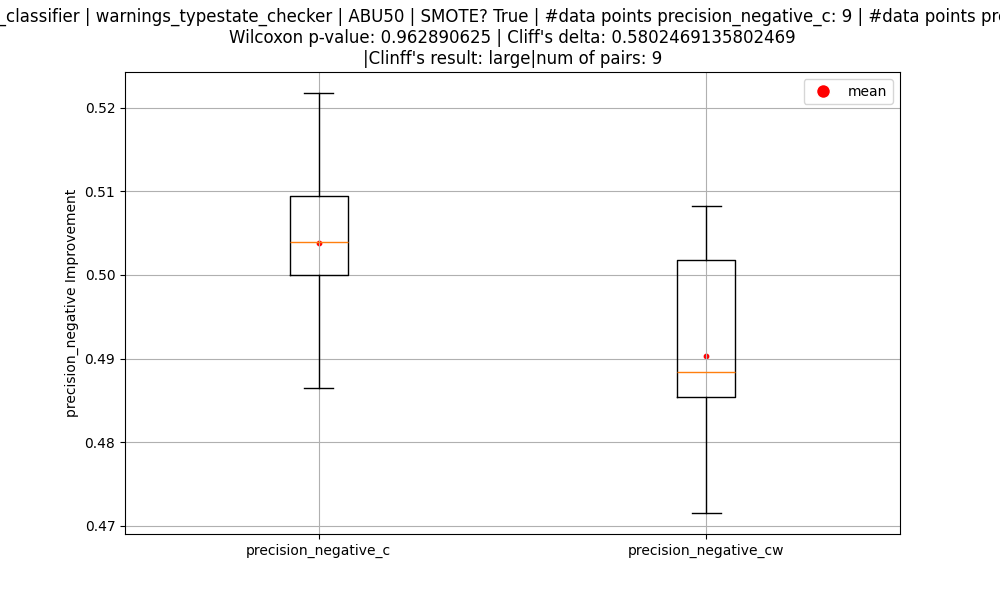 _classifier | warnings_typestate_checker | ABU50 | SMOTE? True | #data points precision_negative_c: 9 | #data points
Wilcoxon p-value: 0.962890625 | Cliff's delta: 0.5802469135802469
|Clinff's result: large|num of pairs: 9
mean
precision_negative Improvement
0.52
0.51
0.50
0.49
0.48
0.47
precision_negative_c
precision_negative_cw